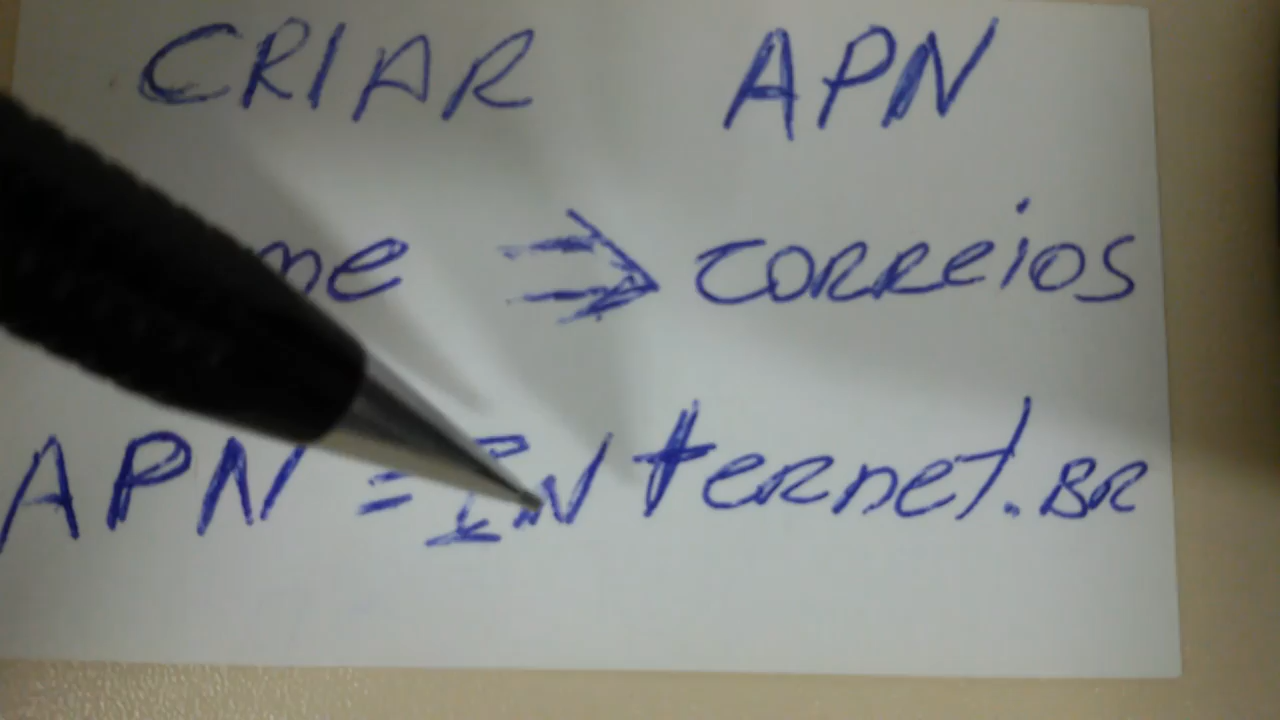 CRIAR APN
⇒ CORReios
APN = INterNet.BR